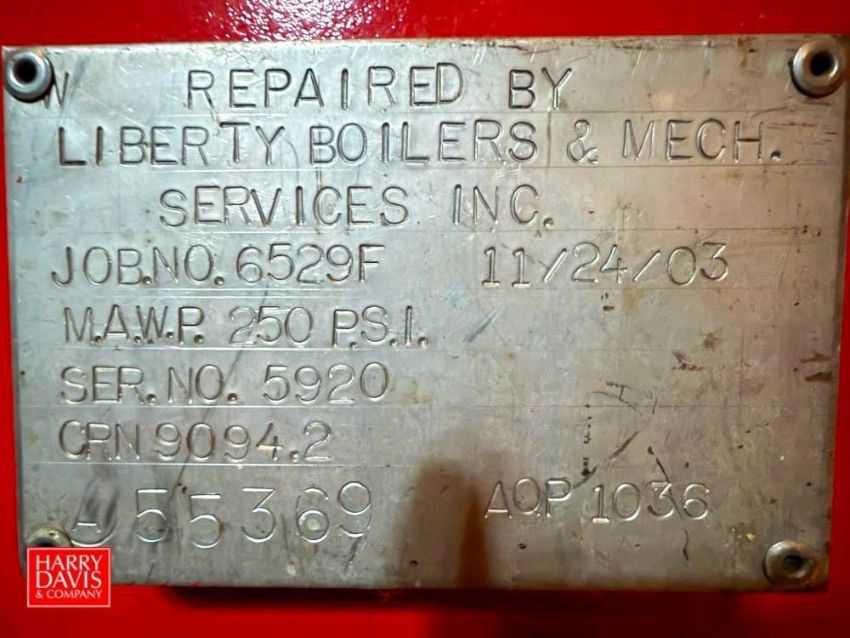 W REPAIRED BY
LIBERTY BOILERS & MECH.
SERVICES INC.
JOB.NO. 6529F 11/24/03
M.A.W.P. 250 P.S.I.
SER.NO. 5920
CRN 9094.2
A 55369 AQP 1036
HARRY
DAVIS
& COMPANY